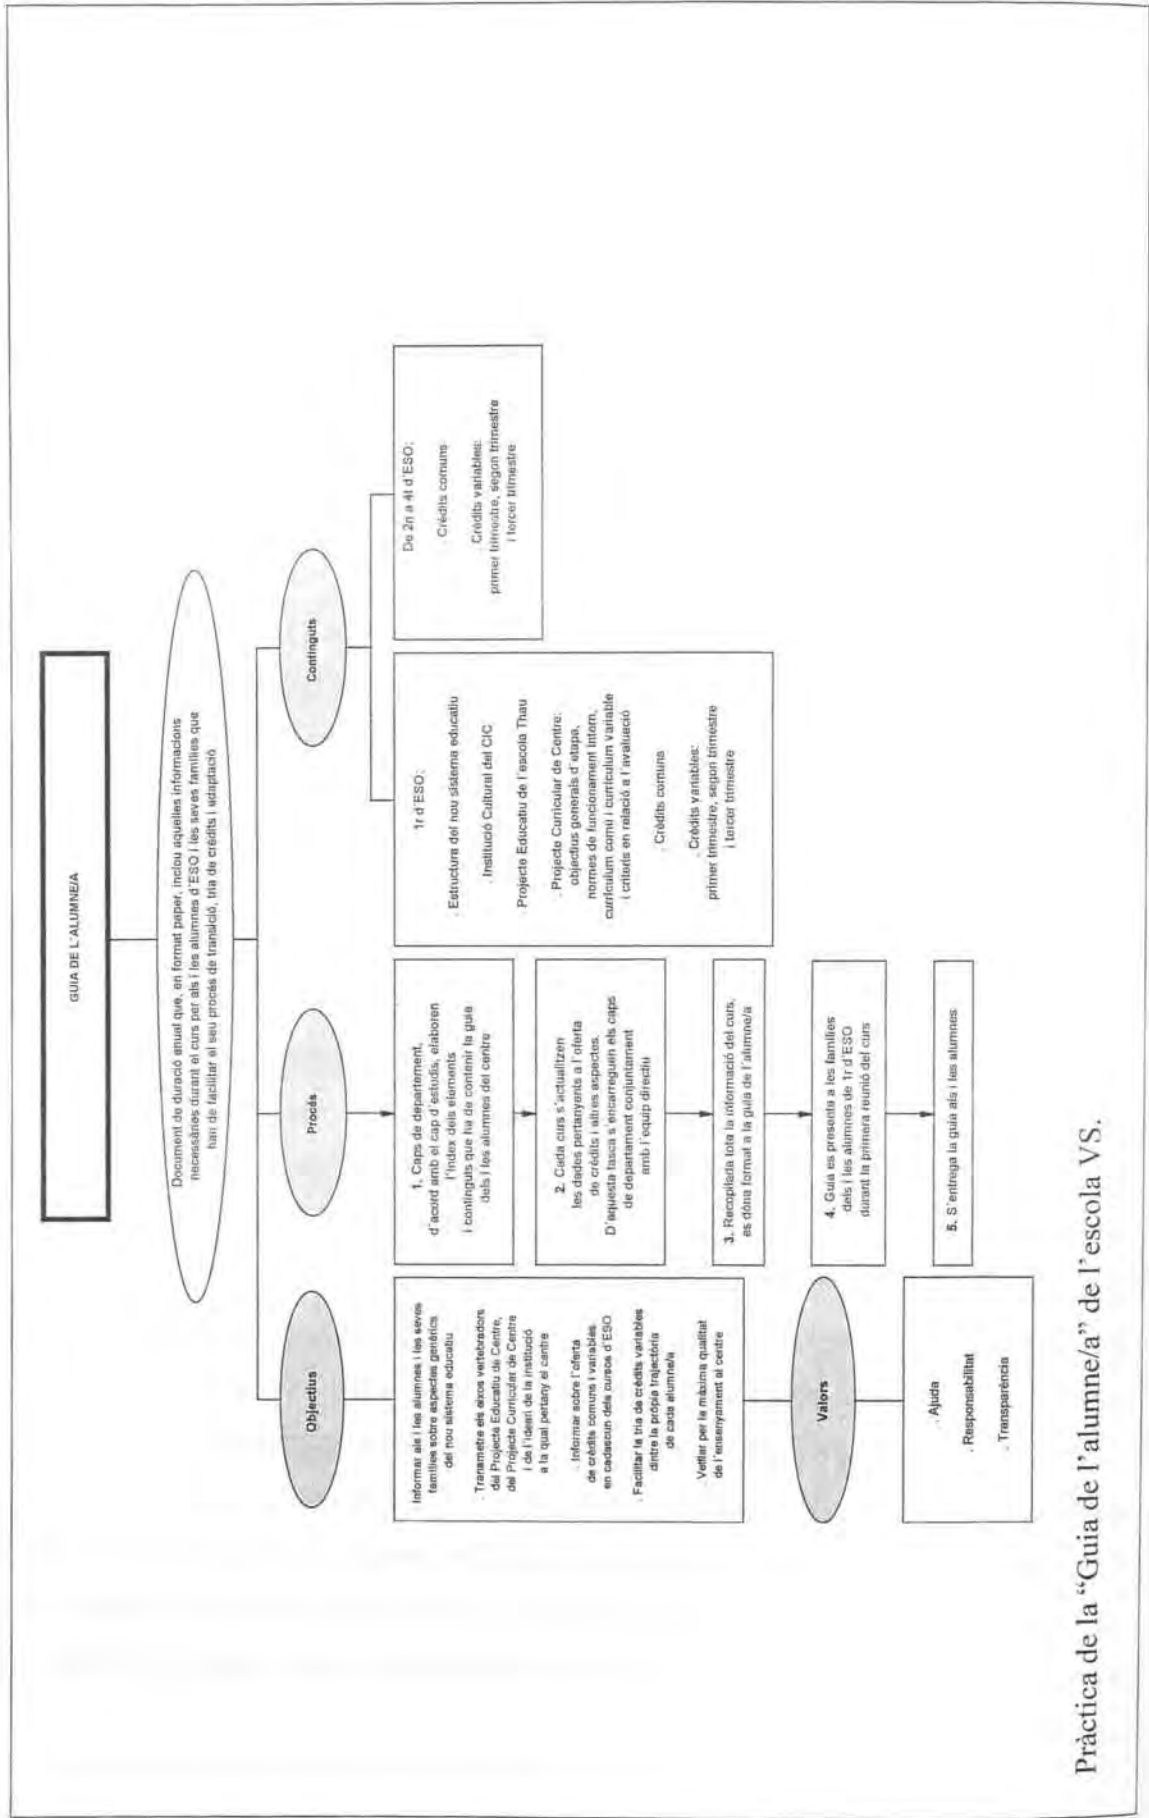 GUIA DE L'ALUMNE/A
Document de duració anual que, en format paper, inclou aquelles informacions
necessàries durant el curs per als i les alumnes d'ESO i les seves famílies que
han de facilitar el seu procés de transició, tria de crèdits i adaptació
Objectius
Informar als i les alumnes i les seves
famílies sobre aspectes genèrics
del nou sistema educatiu
. Transmetre els eixos vertebradors
del Projecte Educatiu de Centre,
del Projecte Curricular de Centre
i de l'ideari de la institució
a la qual pertany el centre
. Informar sobre l'oferta
de crèdits comuns i variables
en cadascun dels cursos d'ESO
. Facilitar la tria de crèdits variables
dintre la pròpia trajectòria
de cada alumne/a
. Vetllar per la màxima qualitat
de l'ensenyament al centre
Valors
. Ajuda
. Responsabilitat
. Transparència
Procés
1. Caps de departement,
d'acord amb el cap d'estudis, elaboren
l'índex dels elements
i continguts que ha de contenir la guia
dels i les alumnes del centre
2. Cada curs s'actualitzen
les dades pertanyents a l'oferta
de crèdits i altres aspectes.
D'aquesta tasca s'encarreguen els caps
de departament conjuntament
amb l'equip directiu
3. Recopilada tota la informació del curs,
es dóna format a la guia de l'alumne/a
4. Guia es presenta a les famílies
dels i les alumnes de 1r d'ESO
durant la primera reunió del curs
5. S'entrega la guia als i les alumnes
Continguts
1r d'ESO:
. Estructura del nou sistema educatiu
. Institució Cultural del CIC
. Projecte Educatiu de l'escola Thau
. Projecte Curricular de Centre:
objectius generals d'etapa,
normes de funcionament intern,
currículum comú i currículum variable
i criteris en relació a l'avaluació
. Crèdits comuns
. Crèdits variables:
primer trimestre, segon trimestre
i tercer trimestre
De 2n a 4t d'ESO:
. Crèdits comuns
. Crèdits variables:
primer trimestre, segon trimestre
i tercer trimestre
Pràctica de la “Guia de l'alumne/a” de l'escola VS.